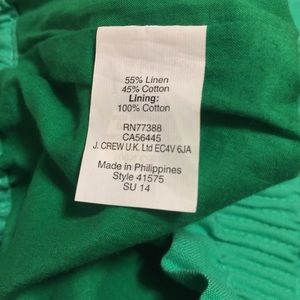 55% Linen
45% Cotton
Lining:
100% Cotton
RN77388
CA56445
J. CREW U.K. Ltd EC4V 6JA
Made in Philippines
Style 41575
SU 14